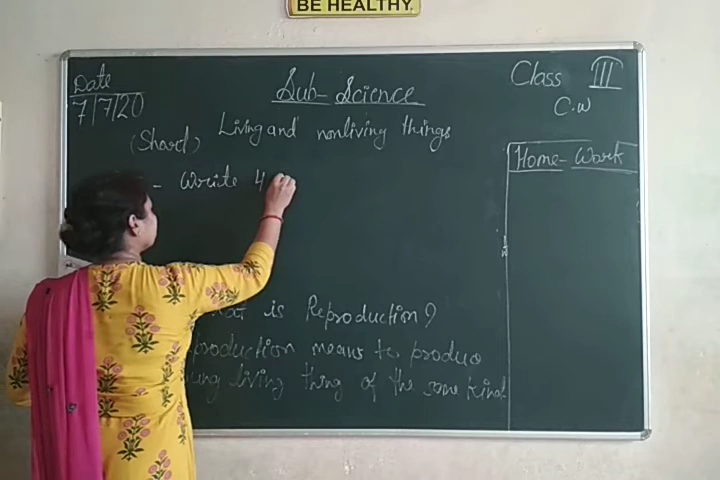 BE HEALTHY.
Date
7/7/20
Sub- Science
Class III
C.W
Living and nonliving things
(Short)
Home-Work
- Write 4
is Reproduction?
production means to produce
living thing of the same kind